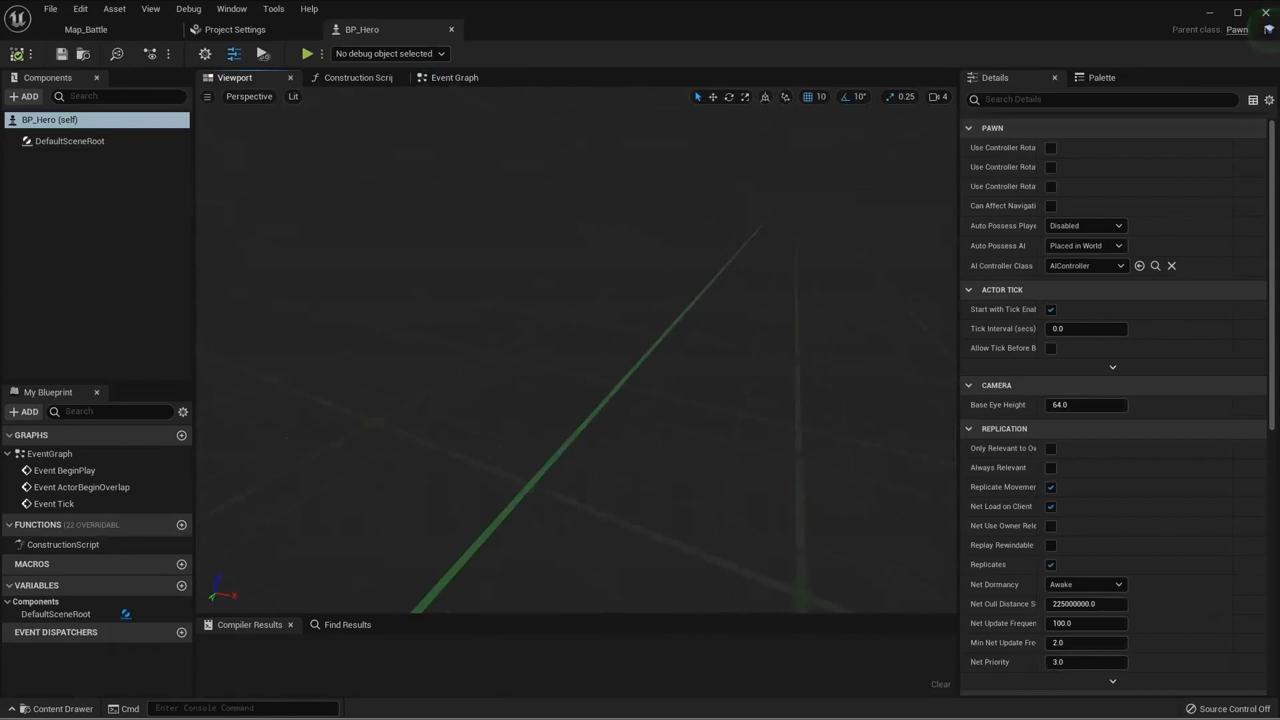 File Edit Asset View Debug Window Tools Help
Map_Battle Project Settings BP_Hero
Parent class: Pawn
No debug object selected
Components
Viewport Construction Scrip Event Graph
Details Palette
ADD Search
Perspective Lit
10 10° 0.25 4
Search Details
BP_Hero (self)
DefaultSceneRoot
PAWN
Use Controller Rota
Use Controller Rota
Use Controller Rota
Can Affect Navigati
Auto Possess Playe Disabled
Auto Possess AI Placed in World
AI Controller Class AIController
ACTOR TICK
Start with Tick Enal
Tick Interval (secs) 0.0
Allow Tick Before B
CAMERA
Base Eye Height 64.0
REPLICATION
Only Relevant to Ov
Always Relevant
Replicate Movemer
Net Load on Client
Net Use Owner Rele
Replay Rewindable
Replicates
Net Dormancy Awake
Net Cull Distance S 225000000.0
Net Update Frequen 100.0
Min Net Update Fre 2.0
Net Priority 3.0
My Blueprint
ADD Search
GRAPHS
EventGraph
Event BeginPlay
Event ActorBeginOverlap
Event Tick
FUNCTIONS (22 OVERRIDABL
ConstructionScript
MACROS
VARIABLES
Components
DefaultSceneRoot
EVENT DISPATCHERS
Compiler Results Find Results
Clear
Content Drawer Cmd Enter Console Command
Source Control Off